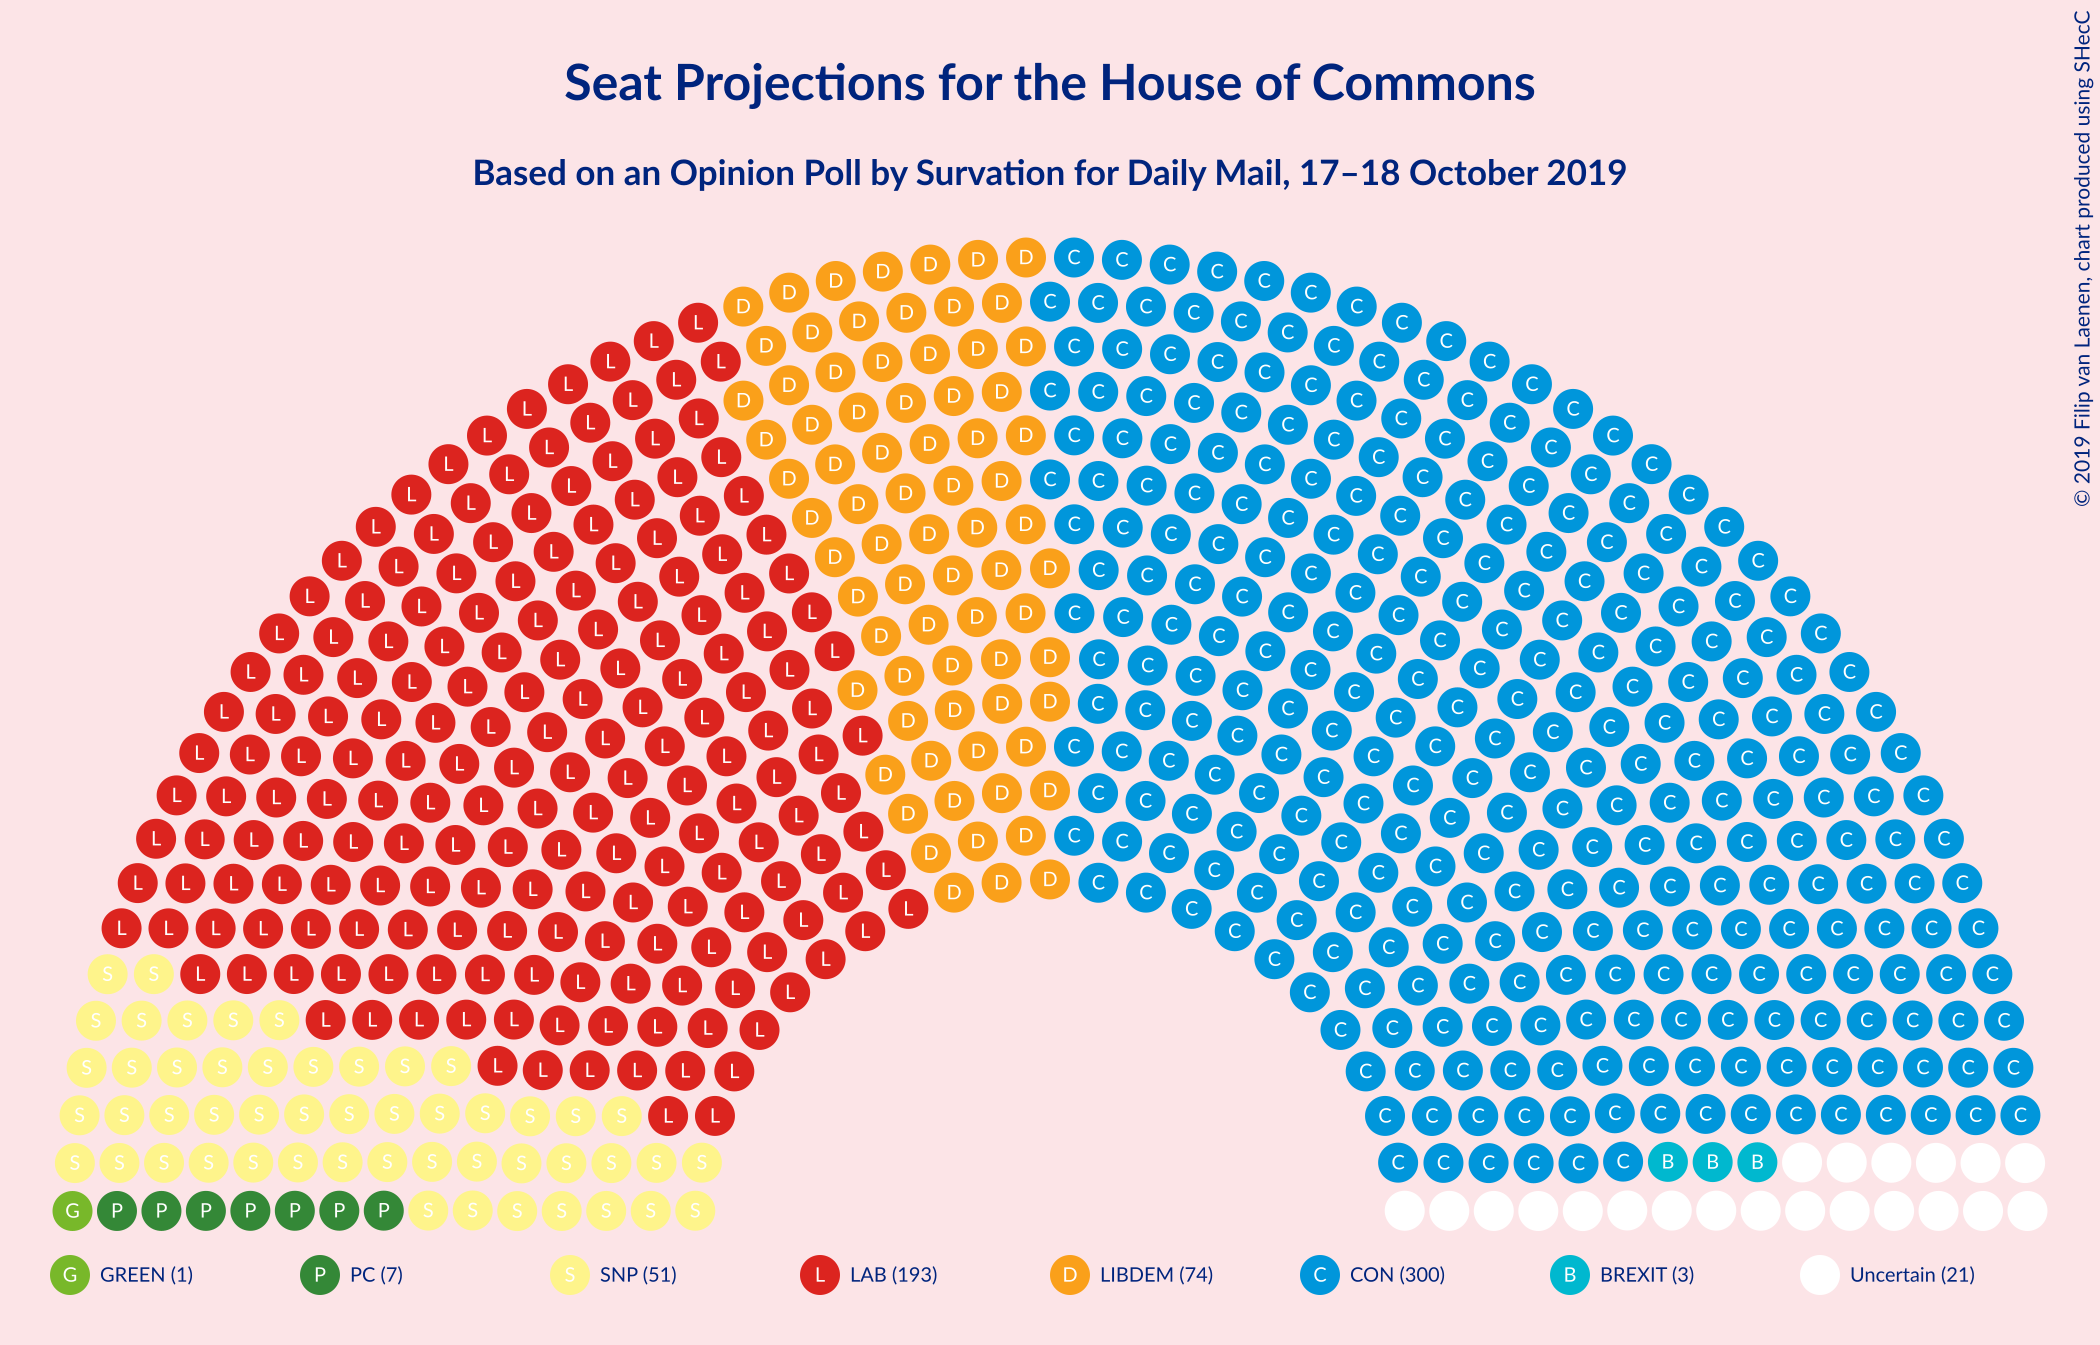 Seat Projections for the House of Commons
Based on an Opinion Poll by Survation for Daily Mail, 17–18 October 2019
© 2019 Filip van Laenen, chart produced using SHecC
G GREEN (1)
P PC (7)
S SNP (51)
L LAB (193)
D LIBDEM (74)
C CON (300)
B BREXIT (3)
Uncertain (21)